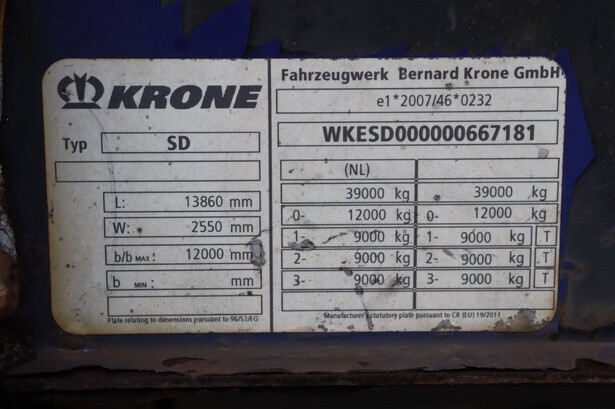 KRONE
Typ SD
L: 13860 mm
W: 2550 mm
b/b MAX: 12000 mm
b MIN: mm
Plate relating to dimensions pursuant to 96/53/EG
Fahrzeugwerk Bernard Krone GmbH
e1*2007/46*0232
WKESD000000667181
(NL)
39000 kg 39000 kg
0- 12000 kg 0- 12000 kg
1- 9000 kg 1- 9000 kg T
2- 9000 kg 2- 9000 kg T
3- 9000 kg 3- 9000 kg T
Manufacturer's statutory plate pursuant to CR (EU) 19/2011